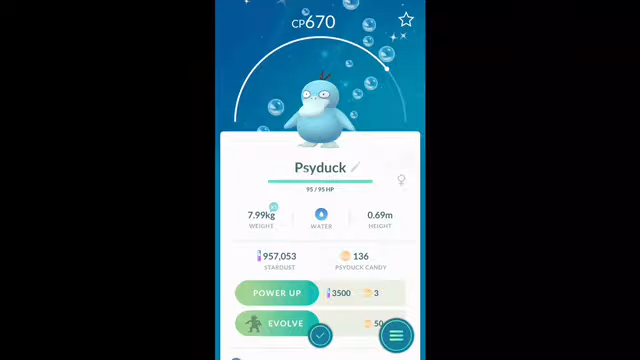 CP670
Psyduck
95 / 95 HP
XS
7.99kg
WEIGHT
WATER
0.69m
HEIGHT
957,053
STARDUST
136
PSYDUCK CANDY
POWER UP
3500
3
EVOLVE
50